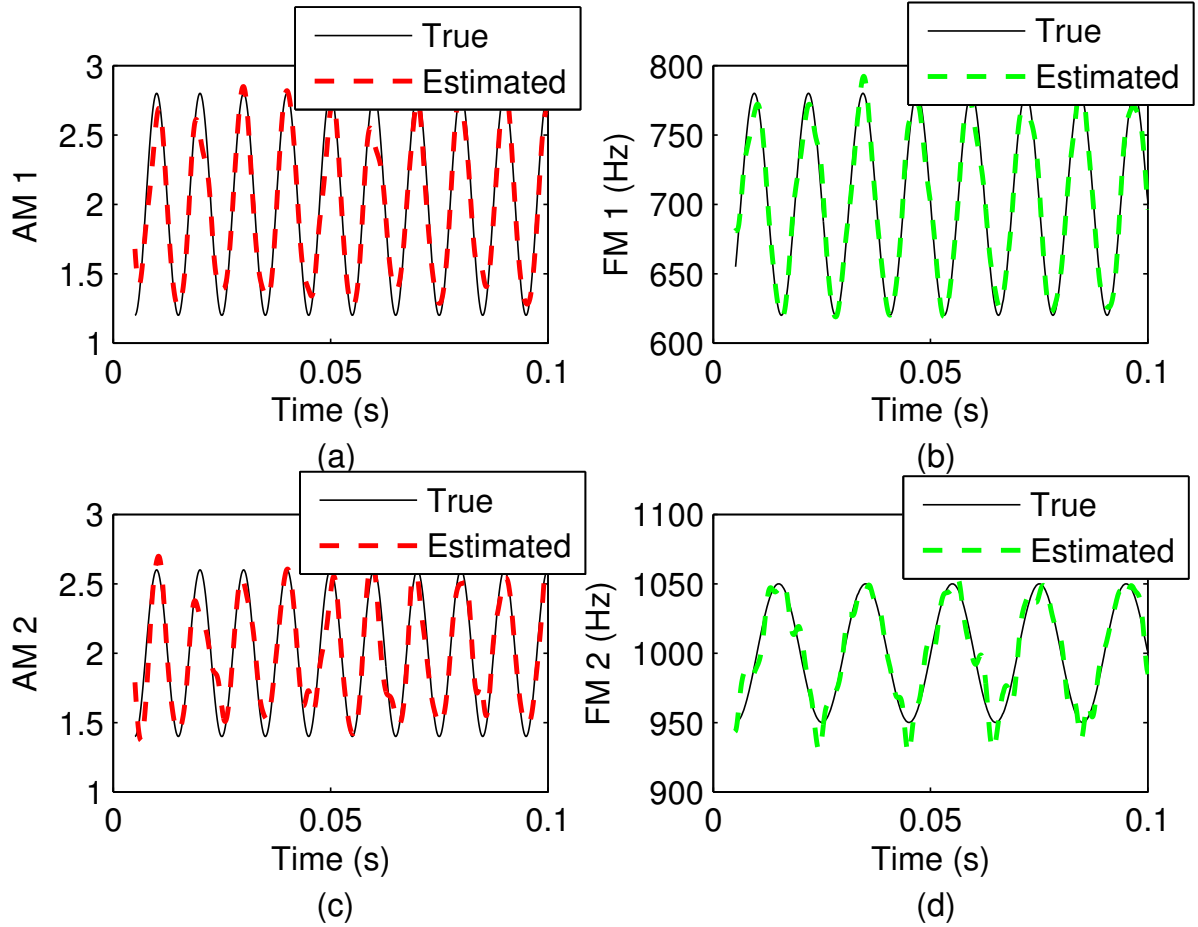 True
Estimated
3
2.5
2
1.5
1
AM 1
0
0.05
0.1
Time (s)
(a)
True
Estimated
800
750
700
650
600
FM 1 (Hz)
0
0.05
0.1
Time (s)
(b)
True
Estimated
3
2.5
2
1.5
1
AM 2
0
0.05
0.1
Time (s)
(c)
True
Estimated
1100
1050
1000
950
900
FM 2 (Hz)
0
0.05
0.1
Time (s)
(d)